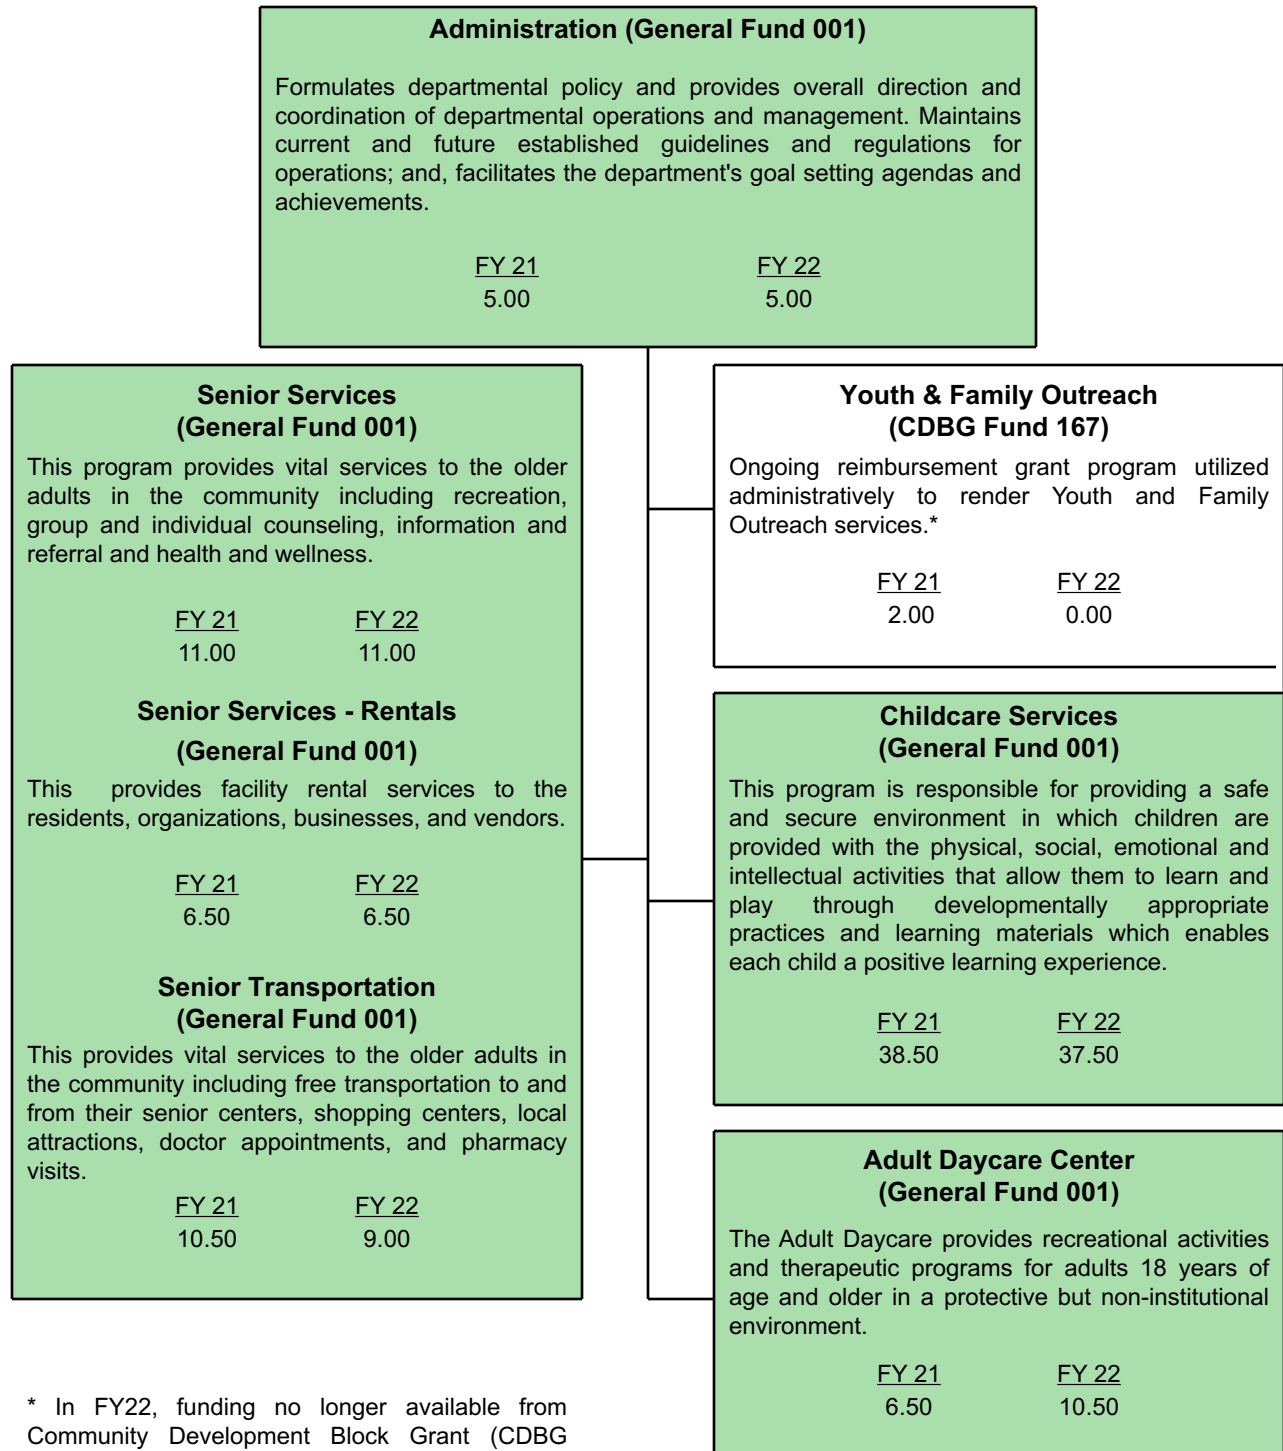 Administration (General Fund 001)
Formulates departmental policy and provides overall direction and
coordination of departmental operations and management. Maintains
current and future established guidelines and regulations for
operations; and, facilitates the department's goal setting agendas and
achievements.
FY 21 FY 22
5.00 5.00
Senior Services
(General Fund 001)
This program provides vital services to the older
adults in the community including recreation,
group and individual counseling, information and
referral and health and wellness.
FY 21 FY 22
11.00 11.00
Senior Services - Rentals
(General Fund 001)
This provides facility rental services to the
residents, organizations, businesses, and vendors.
FY 21 FY 22
6.50 6.50
Senior Transportation
(General Fund 001)
This provides vital services to the older adults in
the community including free transportation to and
from their senior centers, shopping centers, local
attractions, doctor appointments, and pharmacy
visits.
FY 21 FY 22
10.50 9.00
Youth & Family Outreach
(CDBG Fund 167)
Ongoing reimbursement grant program utilized
administratively to render Youth and Family
Outreach services.*
FY 21 FY 22
2.00 0.00
Childcare Services
(General Fund 001)
This program is responsible for providing a safe
and secure environment in which children are
provided with the physical, social, emotional and
intellectual activities that allow them to learn and
play through developmentally appropriate
practices and learning materials which enables
each child a positive learning experience.
FY 21 FY 22
38.50 37.50
Adult Daycare Center
(General Fund 001)
The Adult Daycare provides recreational activities
and therapeutic programs for adults 18 years of
age and older in a protective but non-institutional
environment.
FY 21 FY 22
6.50 10.50
* In FY22, funding no longer available from
Community Development Block Grant (CDBG